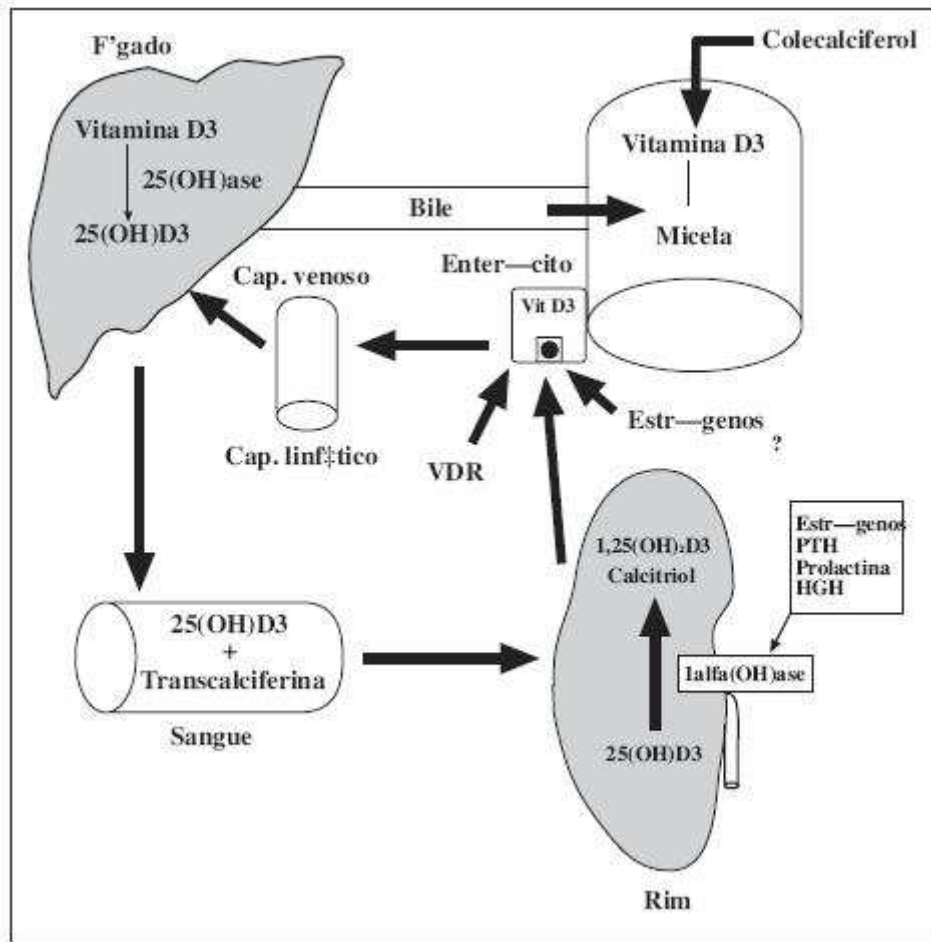 F'gado
Colecalciferol
Vitamina D3
25(OH)ase
25(OH)D3
Bile
Vitamina D3
Micela
Enter—cito
Vit D3
Cap. venoso
Cap. linf‡tico
VDR
Estr—genos
?
25(OH)D3
+
Transcalciferina
Sangue
1,25(OH)₂D3
Calcitriol
25(OH)D3
Estr—genos
PTH
Prolactina
HGH
1alfa(OH)ase
Rim